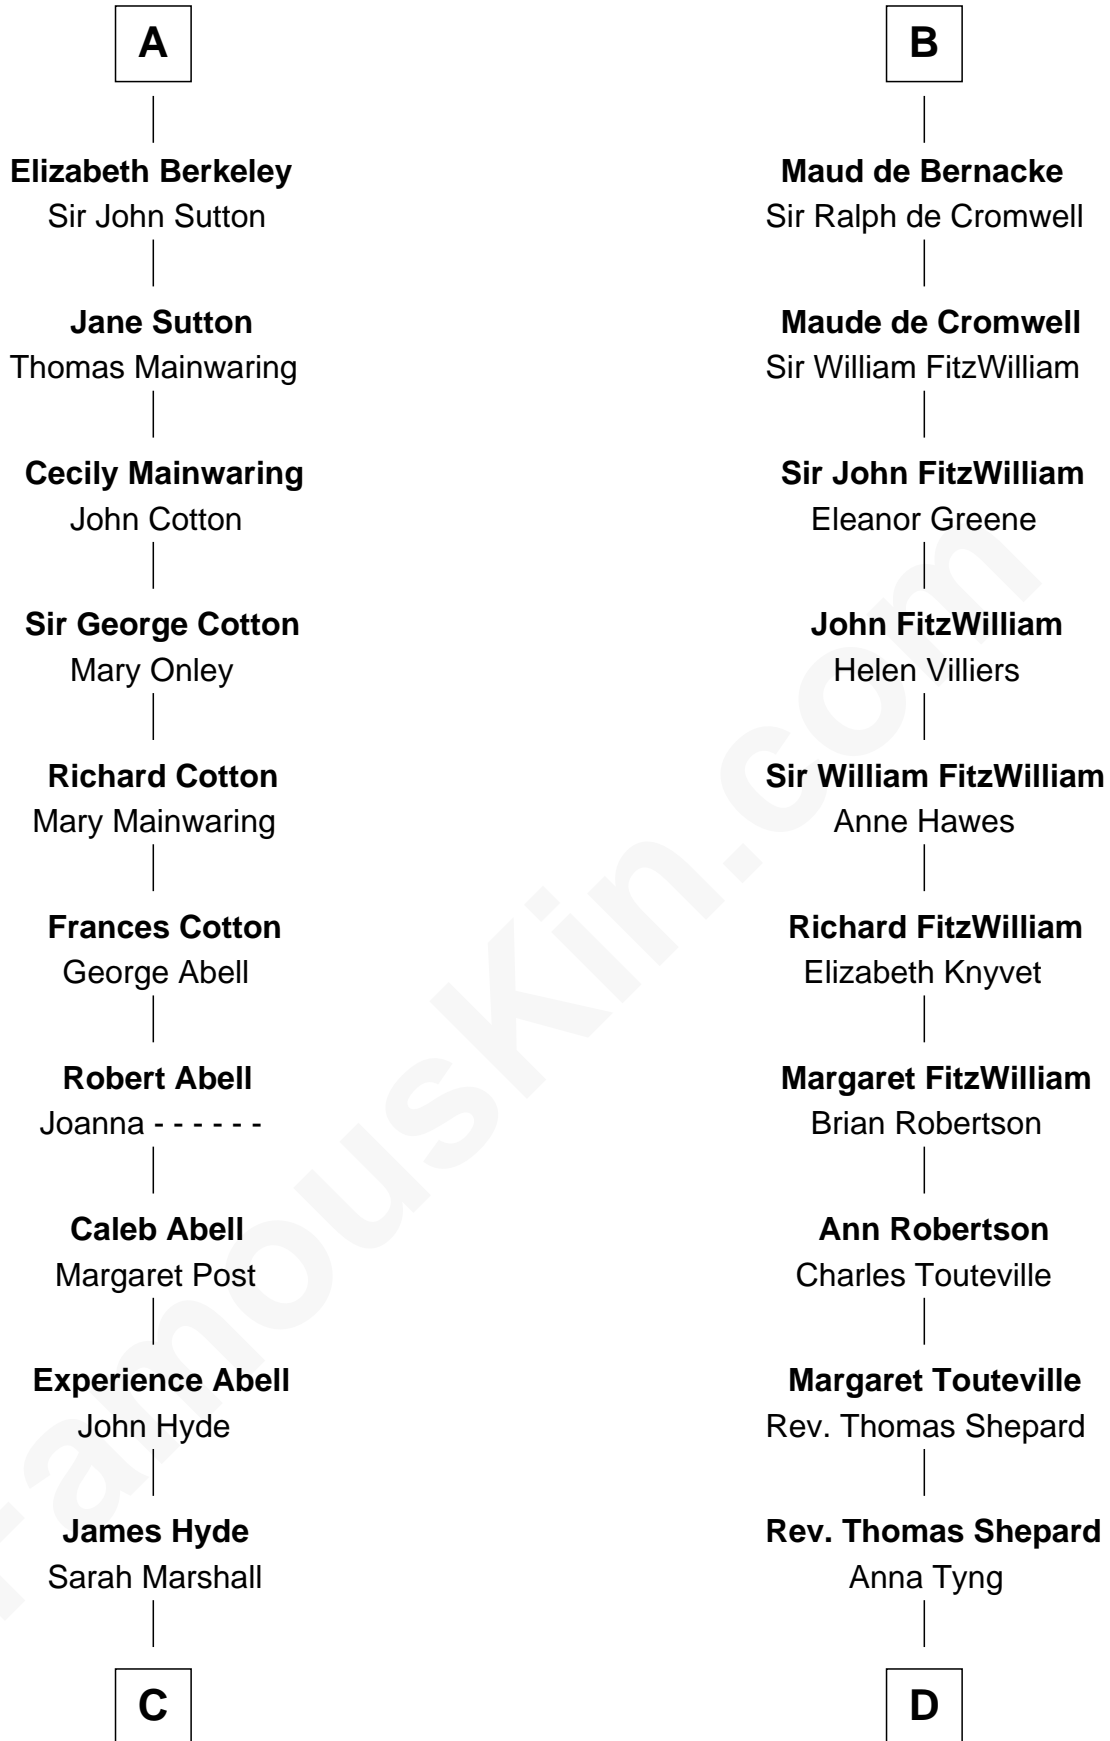 A
Elizabeth Berkeley
Sir John Sutton
Jane Sutton
Thomas Mainwaring
Cecily Mainwaring
John Cotton
Sir George Cotton
Mary Onley
Richard Cotton
Mary Mainwaring
Frances Cotton
George Abell
Robert Abell
Joanna - - - - - -
Caleb Abell
Margaret Post
Experience Abell
John Hyde
James Hyde
Sarah Marshall
C
B
Maud de Bernacke
Sir Ralph de Cromwell
Maude de Cromwell
Sir William FitzWilliam
Sir John FitzWilliam
Eleanor Greene
John FitzWilliam
Helen Villiers
Sir William FitzWilliam
Anne Hawes
Richard FitzWilliam
Elizabeth Knyvet
Margaret FitzWilliam
Brian Robertson
Ann Robertson
Charles Touteville
Margaret Touteville
Rev. Thomas Shepard
Rev. Thomas Shepard
Anna Tyng
D
FamousKin.com